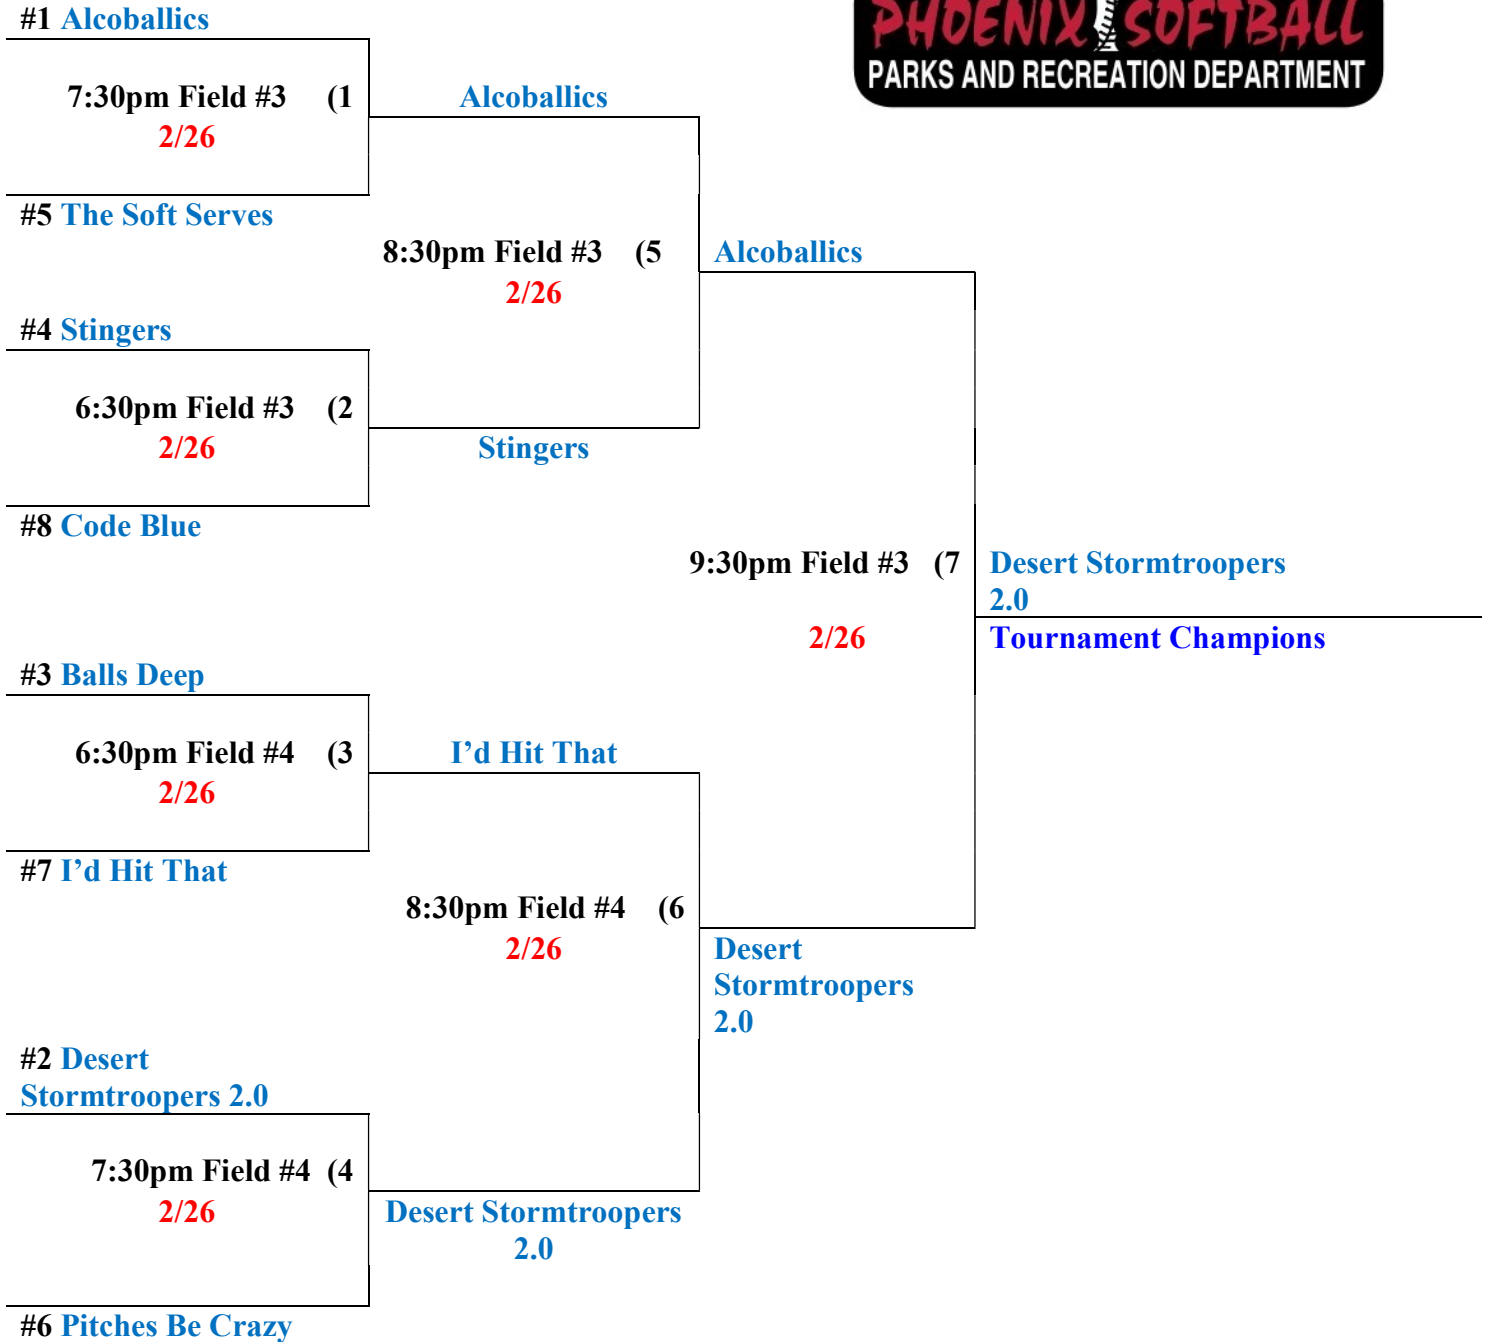 #1 Alcoballics
PHOENIX SOFTBALL
PARKS AND RECREATION DEPARTMENT
7:30pm Field #3 (1
2/26
Alcoballics
#5 The Soft Serves
8:30pm Field #3 (5
2/26
Alcoballics
#4 Stingers
6:30pm Field #3 (2
2/26
Stingers
#8 Code Blue
9:30pm Field #3 (7
2/26
Desert Stormtroopers
2.0
Tournament Champions
#3 Balls Deep
6:30pm Field #4 (3
2/26
I’d Hit That
#7 I’d Hit That
8:30pm Field #4 (6
2/26
Desert
Stormtroopers
2.0
#2 Desert
Stormtroopers 2.0
7:30pm Field #4 (4
2/26
Desert Stormtroopers
2.0
#6 Pitches Be Crazy